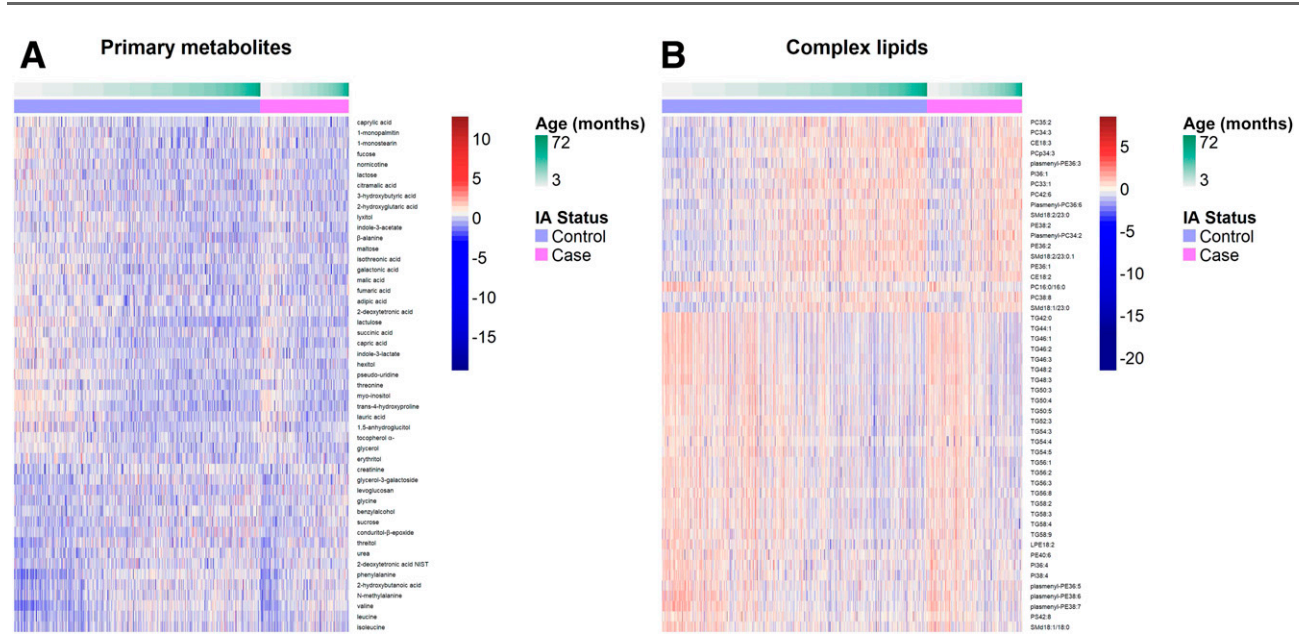 A
Primary metabolites
caprylic acid
1-monopalmitin
1-monostearin
fucose
nornicotine
lactose
citramalic acid
3-hydroxybutyric acid
2-hydroxyglutaric acid
lyxitol
indole-3-acetate
β-alanine
maltose
isothreonic acid
galactonic acid
malic acid
fumaric acid
adipic acid
2-deoxytetronic acid
lactulose
succinic acid
capric acid
indole-3-lactate
hexitol
pseudo-uridine
threonine
myo-inositol
trans-4-hydroxyproline
lauric acid
1,5-anhydroglucitol
tocopherol α-
glycerol
erythritol
creatinine
glycerol-3-galactoside
levoglucosan
glycine
benzylalcohol
sucrose
conduritol-β-epoxide
threitol
urea
2-deoxytetronic acid NIST
phenylalanine
2-hydroxybutanoic acid
N-methylalanine
valine
leucine
isoleucine
10
5
0
-5
-10
-15
Age (months)
72
3
IA Status
Control
Case
B
Complex lipids
PC35:2
PC34:3
CE18:3
PCp34:3
plasmenyl-PE36:3
PI36:1
PC33:1
PC42:6
Plasmenyl-PC36:6
SMd18:2/23:0
PE38:2
Plasmenyl-PC34:2
PE36:2
SMd18:2/23:0.1
PE36:1
CE18:2
PC16:0/16:0
PC38:8
SMd18:1/23:0
TG42:0
TG44:1
TG46:1
TG46:2
TG46:3
TG48:2
TG48:3
TG50:3
TG50:4
TG50:5
TG52:3
TG54:3
TG54:4
TG54:5
TG56:1
TG56:2
TG56:3
TG56:8
TG58:2
TG58:3
TG58:4
TG58:9
LPE18:2
PE40:6
PI36:4
PI38:4
plasmenyl-PE36:5
plasmenyl-PE38:6
plasmenyl-PE38:7
PS42:8
SMd18:1/18:0
5
0
-5
-10
-15
-20
Age (months)
72
3
IA Status
Control
Case